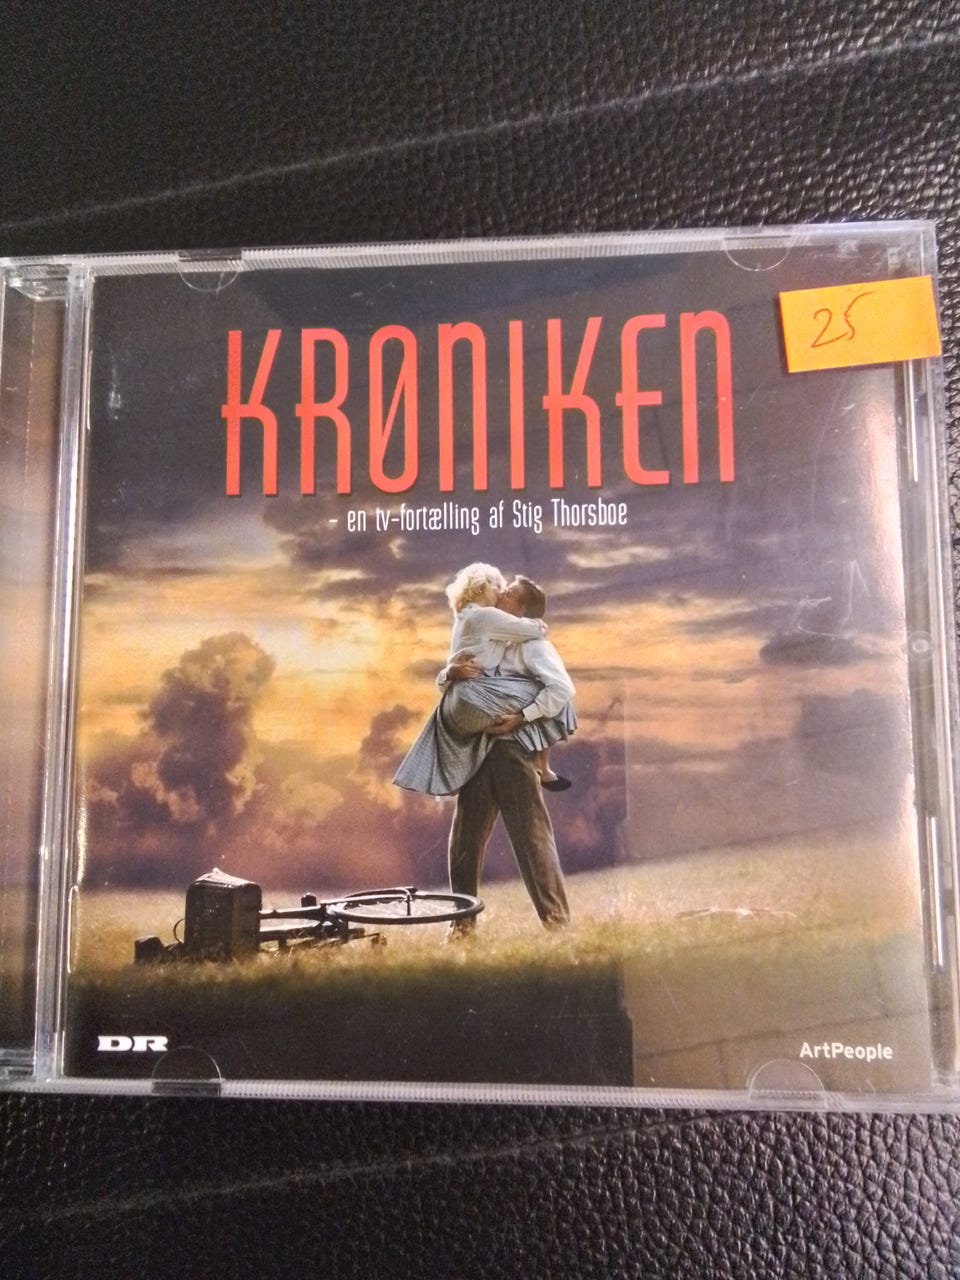 25
KRØNIKEN
- en tv-fortælling af Stig Thorsboe
DR
ArtPeople